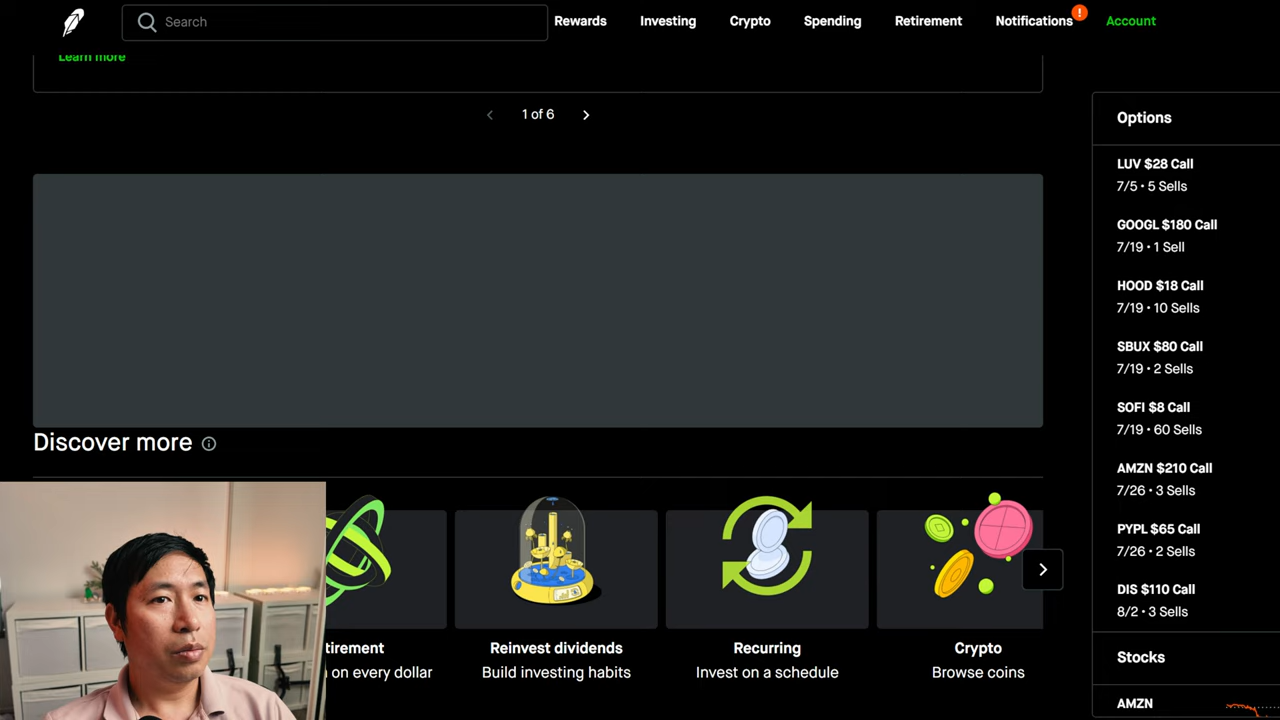 Search
Rewards
Investing
Crypto
Spending
Retirement
Notifications
!
Account
Learn more
1 of 6
Discover more
tirement
on every dollar
Reinvest dividends
Build investing habits
Recurring
Invest on a schedule
Crypto
Browse coins
Options
LUV $28 Call
7/5 • 5 Sells
GOOGL $180 Call
7/19 • 1 Sell
HOOD $18 Call
7/19 • 10 Sells
SBUX $80 Call
7/19 • 2 Sells
SOFI $8 Call
7/19 • 60 Sells
AMZN $210 Call
7/26 • 3 Sells
PYPL $65 Call
7/26 • 2 Sells
DIS $110 Call
8/2 • 3 Sells
Stocks
AMZN